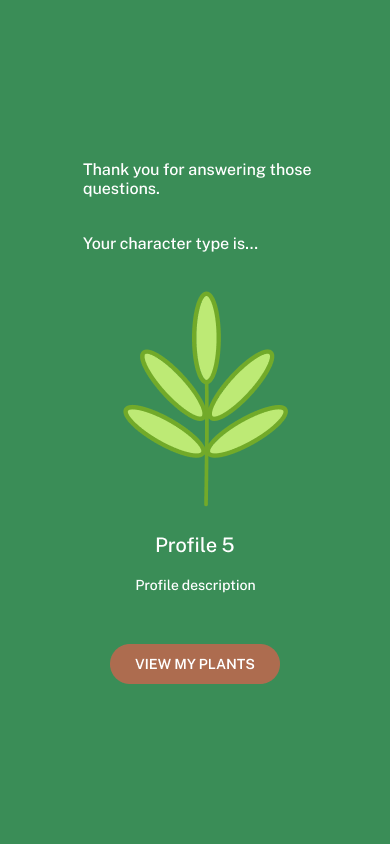 Thank you for answering those
questions.
Your character type is...
Profile 5
Profile description
VIEW MY PLANTS